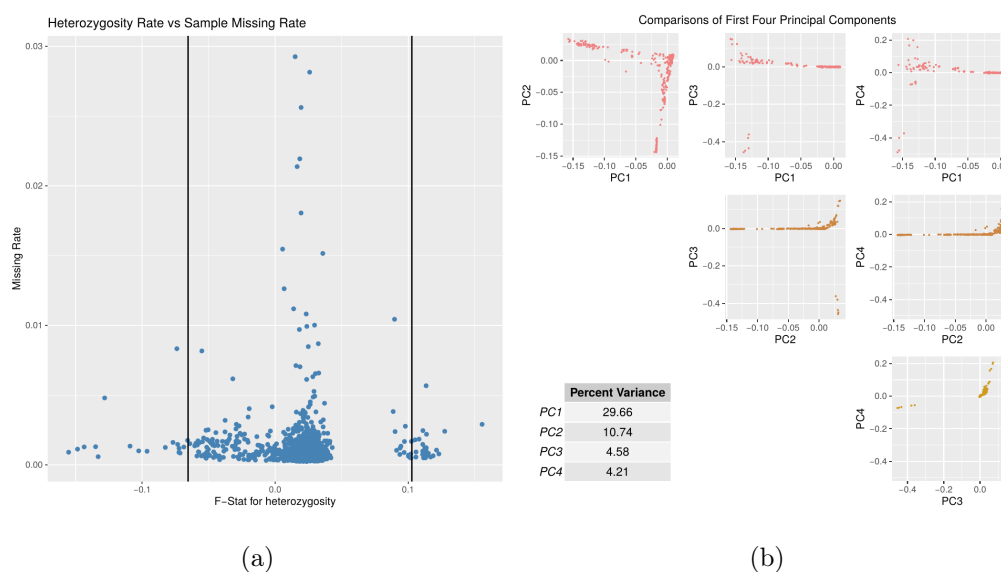 Heterozygosity Rate vs Sample Missing Rate
0.03
0.02
0.01
0.00
Missing Rate
−0.1
0.0
0.1
F−Stat for heterozygosity
(a)
Comparisons of First Four Principal Components
0.00
−0.05
−0.10
−0.15
PC2
−0.15
−0.10
−0.05
0.00
PC1
0.0
−0.2
−0.4
PC3
−0.15
−0.10
−0.05
0.00
PC1
0.2
0.0
−0.2
−0.4
PC4
−0.15
−0.10
−0.05
0.00
PC1
0.0
−0.2
−0.4
PC3
−0.15
−0.10
−0.05
0.00
PC2
0.2
0.0
−0.2
−0.4
PC4
−0.15
−0.10
−0.05
0.00
PC2
0.2
0.0
−0.2
−0.4
PC4
−0.4
−0.2
0.0
PC3
Percent Variance
PC1 29.66
PC2 10.74
PC3 4.58
PC4 4.21
(b)